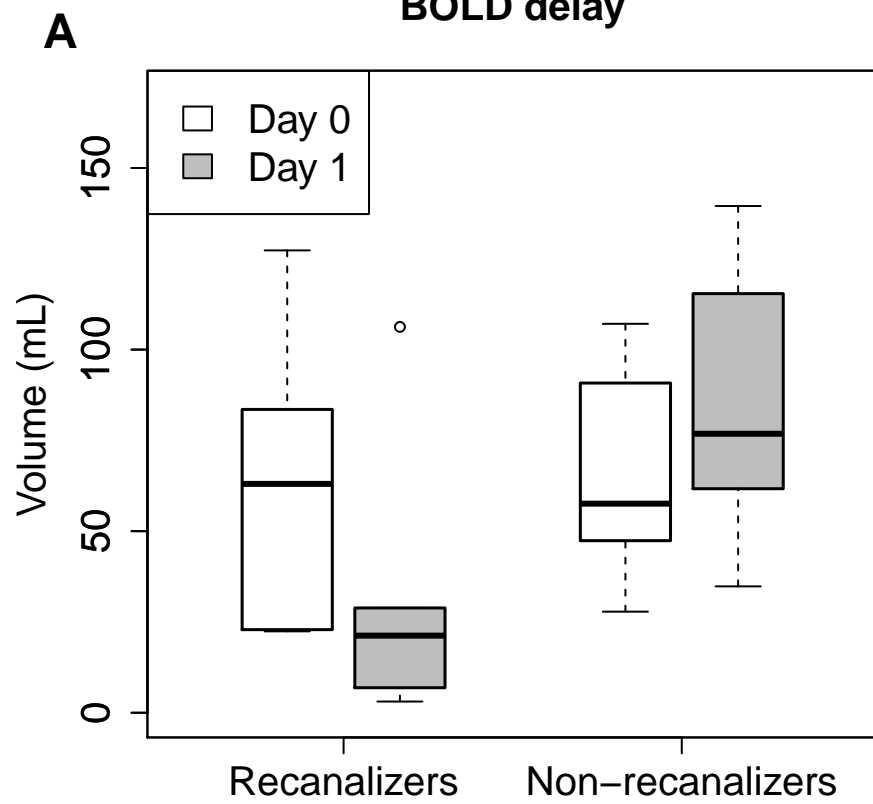 BOLD delay
A
Day 0
Day 1
Volume (mL)
150
100
50
0
Recanalizers
Non−recanalizers